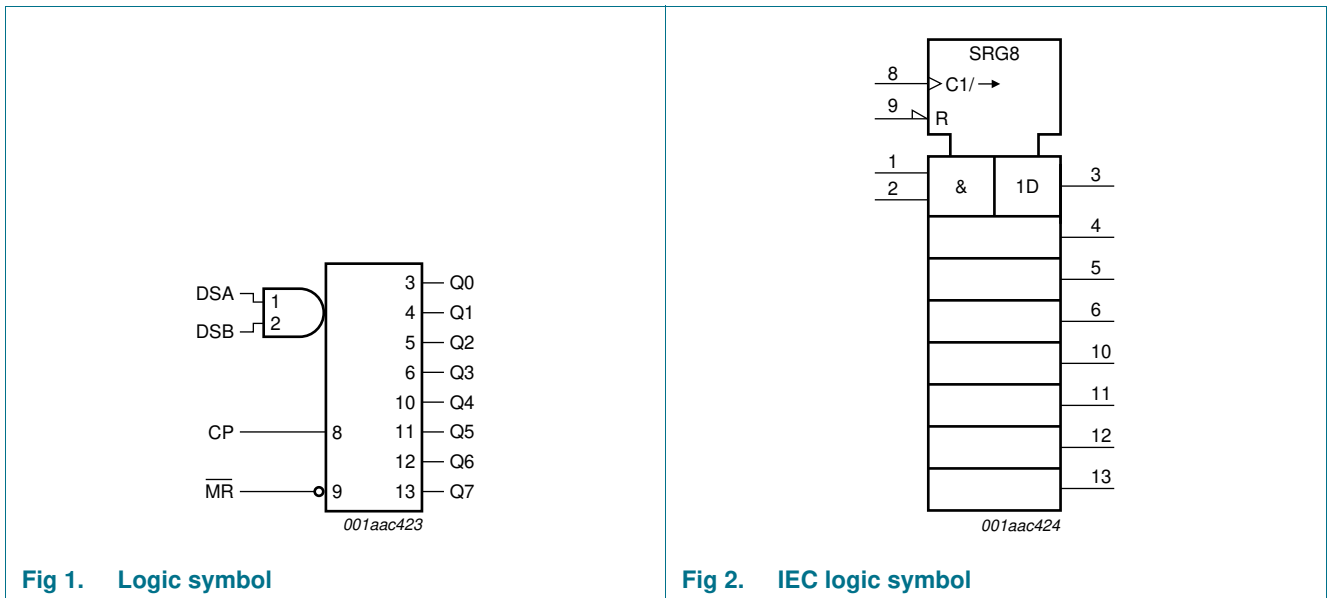 DSA
1
DSB
2
CP
8
M̅R̅
9
3 Q0
4 Q1
5 Q2
6 Q3
10 Q4
11 Q5
12 Q6
13 Q7
001aac423
Fig 1. Logic symbol
SRG8
8
C1/→
9
R
1
2
&
1D
3
4
5
6
10
11
12
13
001aac424
Fig 2. IEC logic symbol